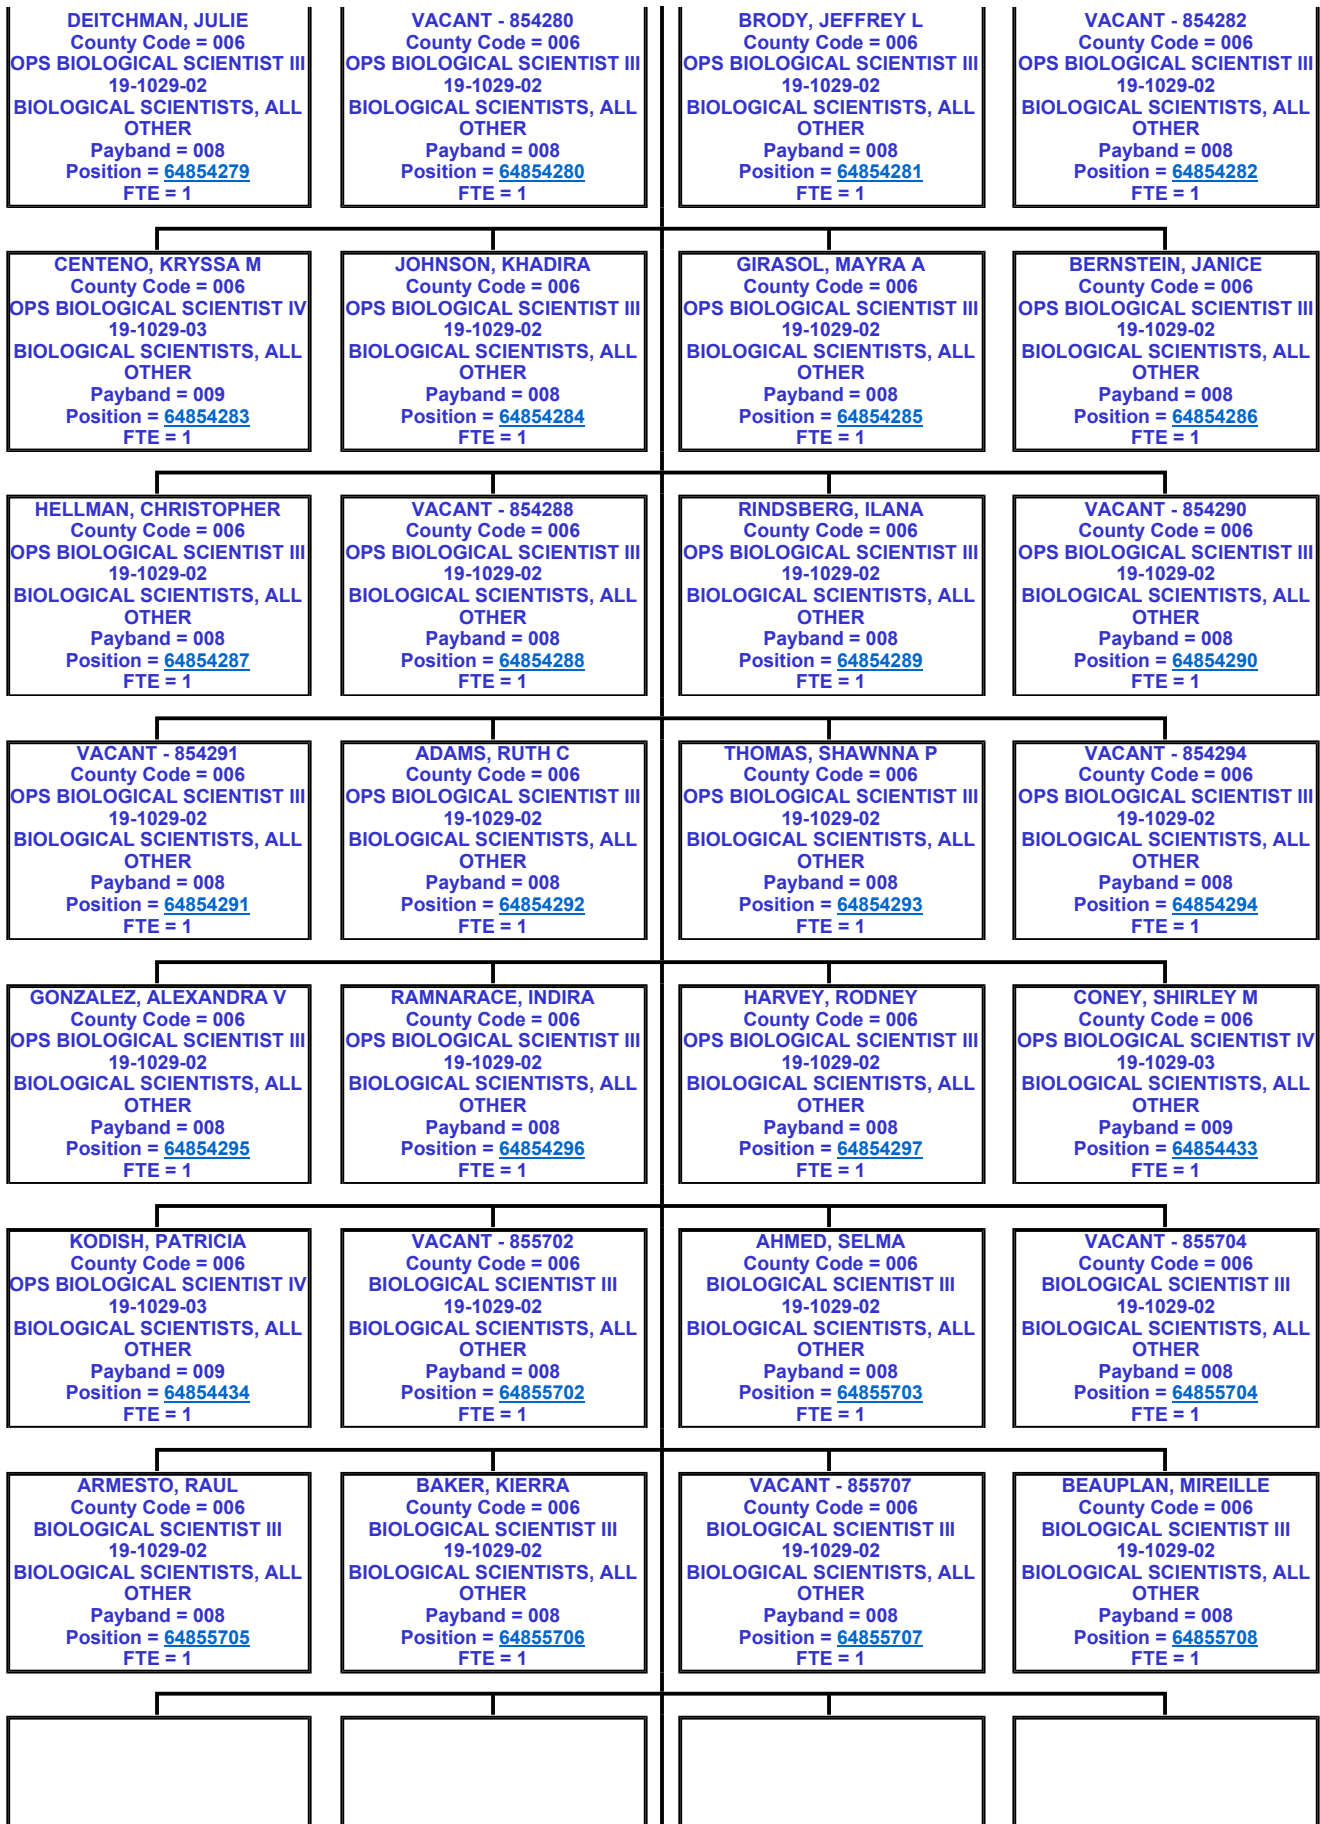 DEITCHMAN, JULIE
County Code = 006
OPS BIOLOGICAL SCIENTIST III
19-1029-02
BIOLOGICAL SCIENTISTS, ALL
OTHER
Payband = 008
Position = 64854279
FTE = 1
VACANT - 854280
County Code = 006
OPS BIOLOGICAL SCIENTIST III
19-1029-02
BIOLOGICAL SCIENTISTS, ALL
OTHER
Payband = 008
Position = 64854280
FTE = 1
BRODY, JEFFREY L
County Code = 006
OPS BIOLOGICAL SCIENTIST III
19-1029-02
BIOLOGICAL SCIENTISTS, ALL
OTHER
Payband = 008
Position = 64854281
FTE = 1
VACANT - 854282
County Code = 006
OPS BIOLOGICAL SCIENTIST III
19-1029-02
BIOLOGICAL SCIENTISTS, ALL
OTHER
Payband = 008
Position = 64854282
FTE = 1
CENTENO, KRYSSA M
County Code = 006
OPS BIOLOGICAL SCIENTIST IV
19-1029-03
BIOLOGICAL SCIENTISTS, ALL
OTHER
Payband = 009
Position = 64854283
FTE = 1
JOHNSON, KHADIRA
County Code = 006
OPS BIOLOGICAL SCIENTIST III
19-1029-02
BIOLOGICAL SCIENTISTS, ALL
OTHER
Payband = 008
Position = 64854284
FTE = 1
GIRASOL, MAYRA A
County Code = 006
OPS BIOLOGICAL SCIENTIST III
19-1029-02
BIOLOGICAL SCIENTISTS, ALL
OTHER
Payband = 008
Position = 64854285
FTE = 1
BERNSTEIN, JANICE
County Code = 006
OPS BIOLOGICAL SCIENTIST III
19-1029-02
BIOLOGICAL SCIENTISTS, ALL
OTHER
Payband = 008
Position = 64854286
FTE = 1
HELLMAN, CHRISTOPHER
County Code = 006
OPS BIOLOGICAL SCIENTIST III
19-1029-02
BIOLOGICAL SCIENTISTS, ALL
OTHER
Payband = 008
Position = 64854287
FTE = 1
VACANT - 854288
County Code = 006
OPS BIOLOGICAL SCIENTIST III
19-1029-02
BIOLOGICAL SCIENTISTS, ALL
OTHER
Payband = 008
Position = 64854288
FTE = 1
RINDSBERG, ILANA
County Code = 006
OPS BIOLOGICAL SCIENTIST III
19-1029-02
BIOLOGICAL SCIENTISTS, ALL
OTHER
Payband = 008
Position = 64854289
FTE = 1
VACANT - 854290
County Code = 006
OPS BIOLOGICAL SCIENTIST III
19-1029-02
BIOLOGICAL SCIENTISTS, ALL
OTHER
Payband = 008
Position = 64854290
FTE = 1
VACANT - 854291
County Code = 006
OPS BIOLOGICAL SCIENTIST III
19-1029-02
BIOLOGICAL SCIENTISTS, ALL
OTHER
Payband = 008
Position = 64854291
FTE = 1
ADAMS, RUTH C
County Code = 006
OPS BIOLOGICAL SCIENTIST III
19-1029-02
BIOLOGICAL SCIENTISTS, ALL
OTHER
Payband = 008
Position = 64854292
FTE = 1
THOMAS, SHAWNNA P
County Code = 006
OPS BIOLOGICAL SCIENTIST III
19-1029-02
BIOLOGICAL SCIENTISTS, ALL
OTHER
Payband = 008
Position = 64854293
FTE = 1
VACANT - 854294
County Code = 006
OPS BIOLOGICAL SCIENTIST III
19-1029-02
BIOLOGICAL SCIENTISTS, ALL
OTHER
Payband = 008
Position = 64854294
FTE = 1
GONZALEZ, ALEXANDRA V
County Code = 006
OPS BIOLOGICAL SCIENTIST III
19-1029-02
BIOLOGICAL SCIENTISTS, ALL
OTHER
Payband = 008
Position = 64854295
FTE = 1
RAMNARACE, INDIRA
County Code = 006
OPS BIOLOGICAL SCIENTIST III
19-1029-02
BIOLOGICAL SCIENTISTS, ALL
OTHER
Payband = 008
Position = 64854296
FTE = 1
HARVEY, RODNEY
County Code = 006
OPS BIOLOGICAL SCIENTIST III
19-1029-02
BIOLOGICAL SCIENTISTS, ALL
OTHER
Payband = 008
Position = 64854297
FTE = 1
CONEY, SHIRLEY M
County Code = 006
OPS BIOLOGICAL SCIENTIST IV
19-1029-03
BIOLOGICAL SCIENTISTS, ALL
OTHER
Payband = 009
Position = 64854433
FTE = 1
KODISH, PATRICIA
County Code = 006
OPS BIOLOGICAL SCIENTIST IV
19-1029-03
BIOLOGICAL SCIENTISTS, ALL
OTHER
Payband = 009
Position = 64854434
FTE = 1
VACANT - 855702
County Code = 006
BIOLOGICAL SCIENTIST III
19-1029-02
BIOLOGICAL SCIENTISTS, ALL
OTHER
Payband = 008
Position = 64855702
FTE = 1
AHMED, SELMA
County Code = 006
BIOLOGICAL SCIENTIST III
19-1029-02
BIOLOGICAL SCIENTISTS, ALL
OTHER
Payband = 008
Position = 64855703
FTE = 1
VACANT - 855704
County Code = 006
BIOLOGICAL SCIENTIST III
19-1029-02
BIOLOGICAL SCIENTISTS, ALL
OTHER
Payband = 008
Position = 64855704
FTE = 1
ARMESTO, RAUL
County Code = 006
BIOLOGICAL SCIENTIST III
19-1029-02
BIOLOGICAL SCIENTISTS, ALL
OTHER
Payband = 008
Position = 64855705
FTE = 1
BAKER, KIERRA
County Code = 006
BIOLOGICAL SCIENTIST III
19-1029-02
BIOLOGICAL SCIENTISTS, ALL
OTHER
Payband = 008
Position = 64855706
FTE = 1
VACANT - 855707
County Code = 006
BIOLOGICAL SCIENTIST III
19-1029-02
BIOLOGICAL SCIENTISTS, ALL
OTHER
Payband = 008
Position = 64855707
FTE = 1
BEAUPLAN, MIREILLE
County Code = 006
BIOLOGICAL SCIENTIST III
19-1029-02
BIOLOGICAL SCIENTISTS, ALL
OTHER
Payband = 008
Position = 64855708
FTE = 1